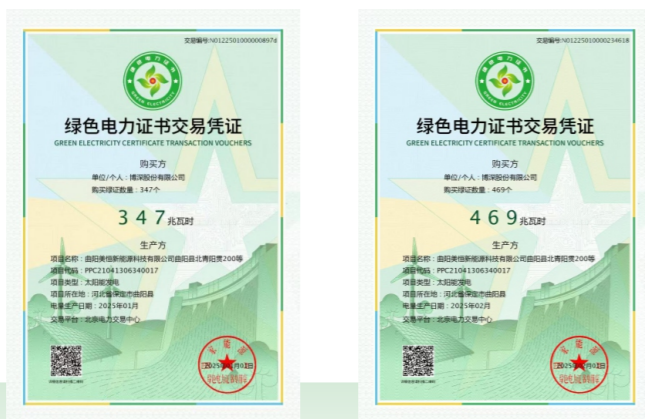 交易编号:N01225010000008974
GREEN ELECTRICITY
绿色电力证书交易凭证
GREEN ELECTRICITY CERTIFICATE TRANSACTION VOUCHERS
购买方
单位/个人：博深股份有限公司
购买绿证数量：347个
347兆瓦时
生产方
项目名称：曲阳美恒新能源科技有限公司曲阳县北青阳贾200等
项目代码：PPC21041306340017
项目类型：太阳能发电
项目所在地：河北省保定市曲阳县
电量生产日期：2025年01月
交易平台：北京电力交易中心
交易编号:N01225010000234618
GREEN ELECTRICITY
绿色电力证书交易凭证
GREEN ELECTRICITY CERTIFICATE TRANSACTION VOUCHERS
购买方
单位/个人：博深股份有限公司
购买绿证数量：469个
469兆瓦时
生产方
项目名称：曲阳美恒新能源科技有限公司曲阳县北青阳贾200等
项目代码：PPC21041306340017
项目类型：太阳能发电
项目所在地：河北省保定市曲阳县
电量生产日期：2025年02月
交易平台：北京电力交易中心